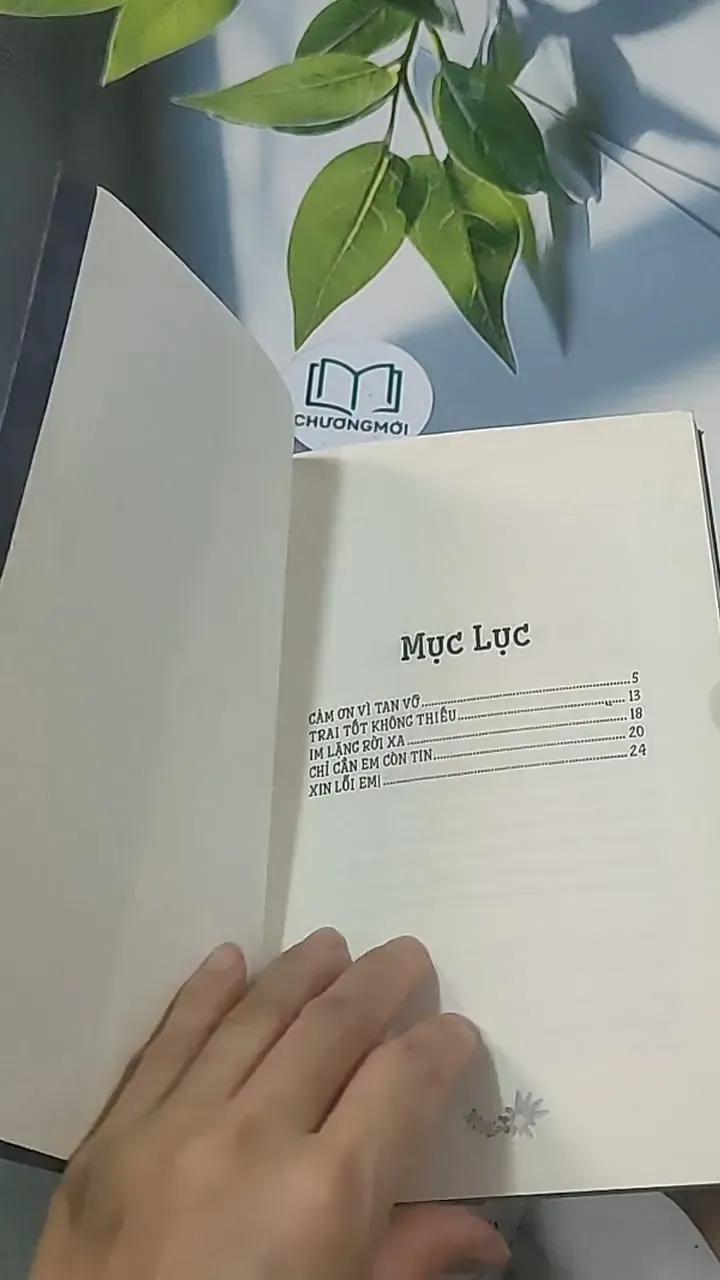 CHƯƠNGMỚI
Mục Lục
CẢM ƠN VÌ TAN VỠ 5
TRAI TỐT KHÔNG THIẾU 13
IM LẶNG RỜI XA 18
CHỈ CẦN EM CÒN TIN 20
XIN LỖI EM! 24